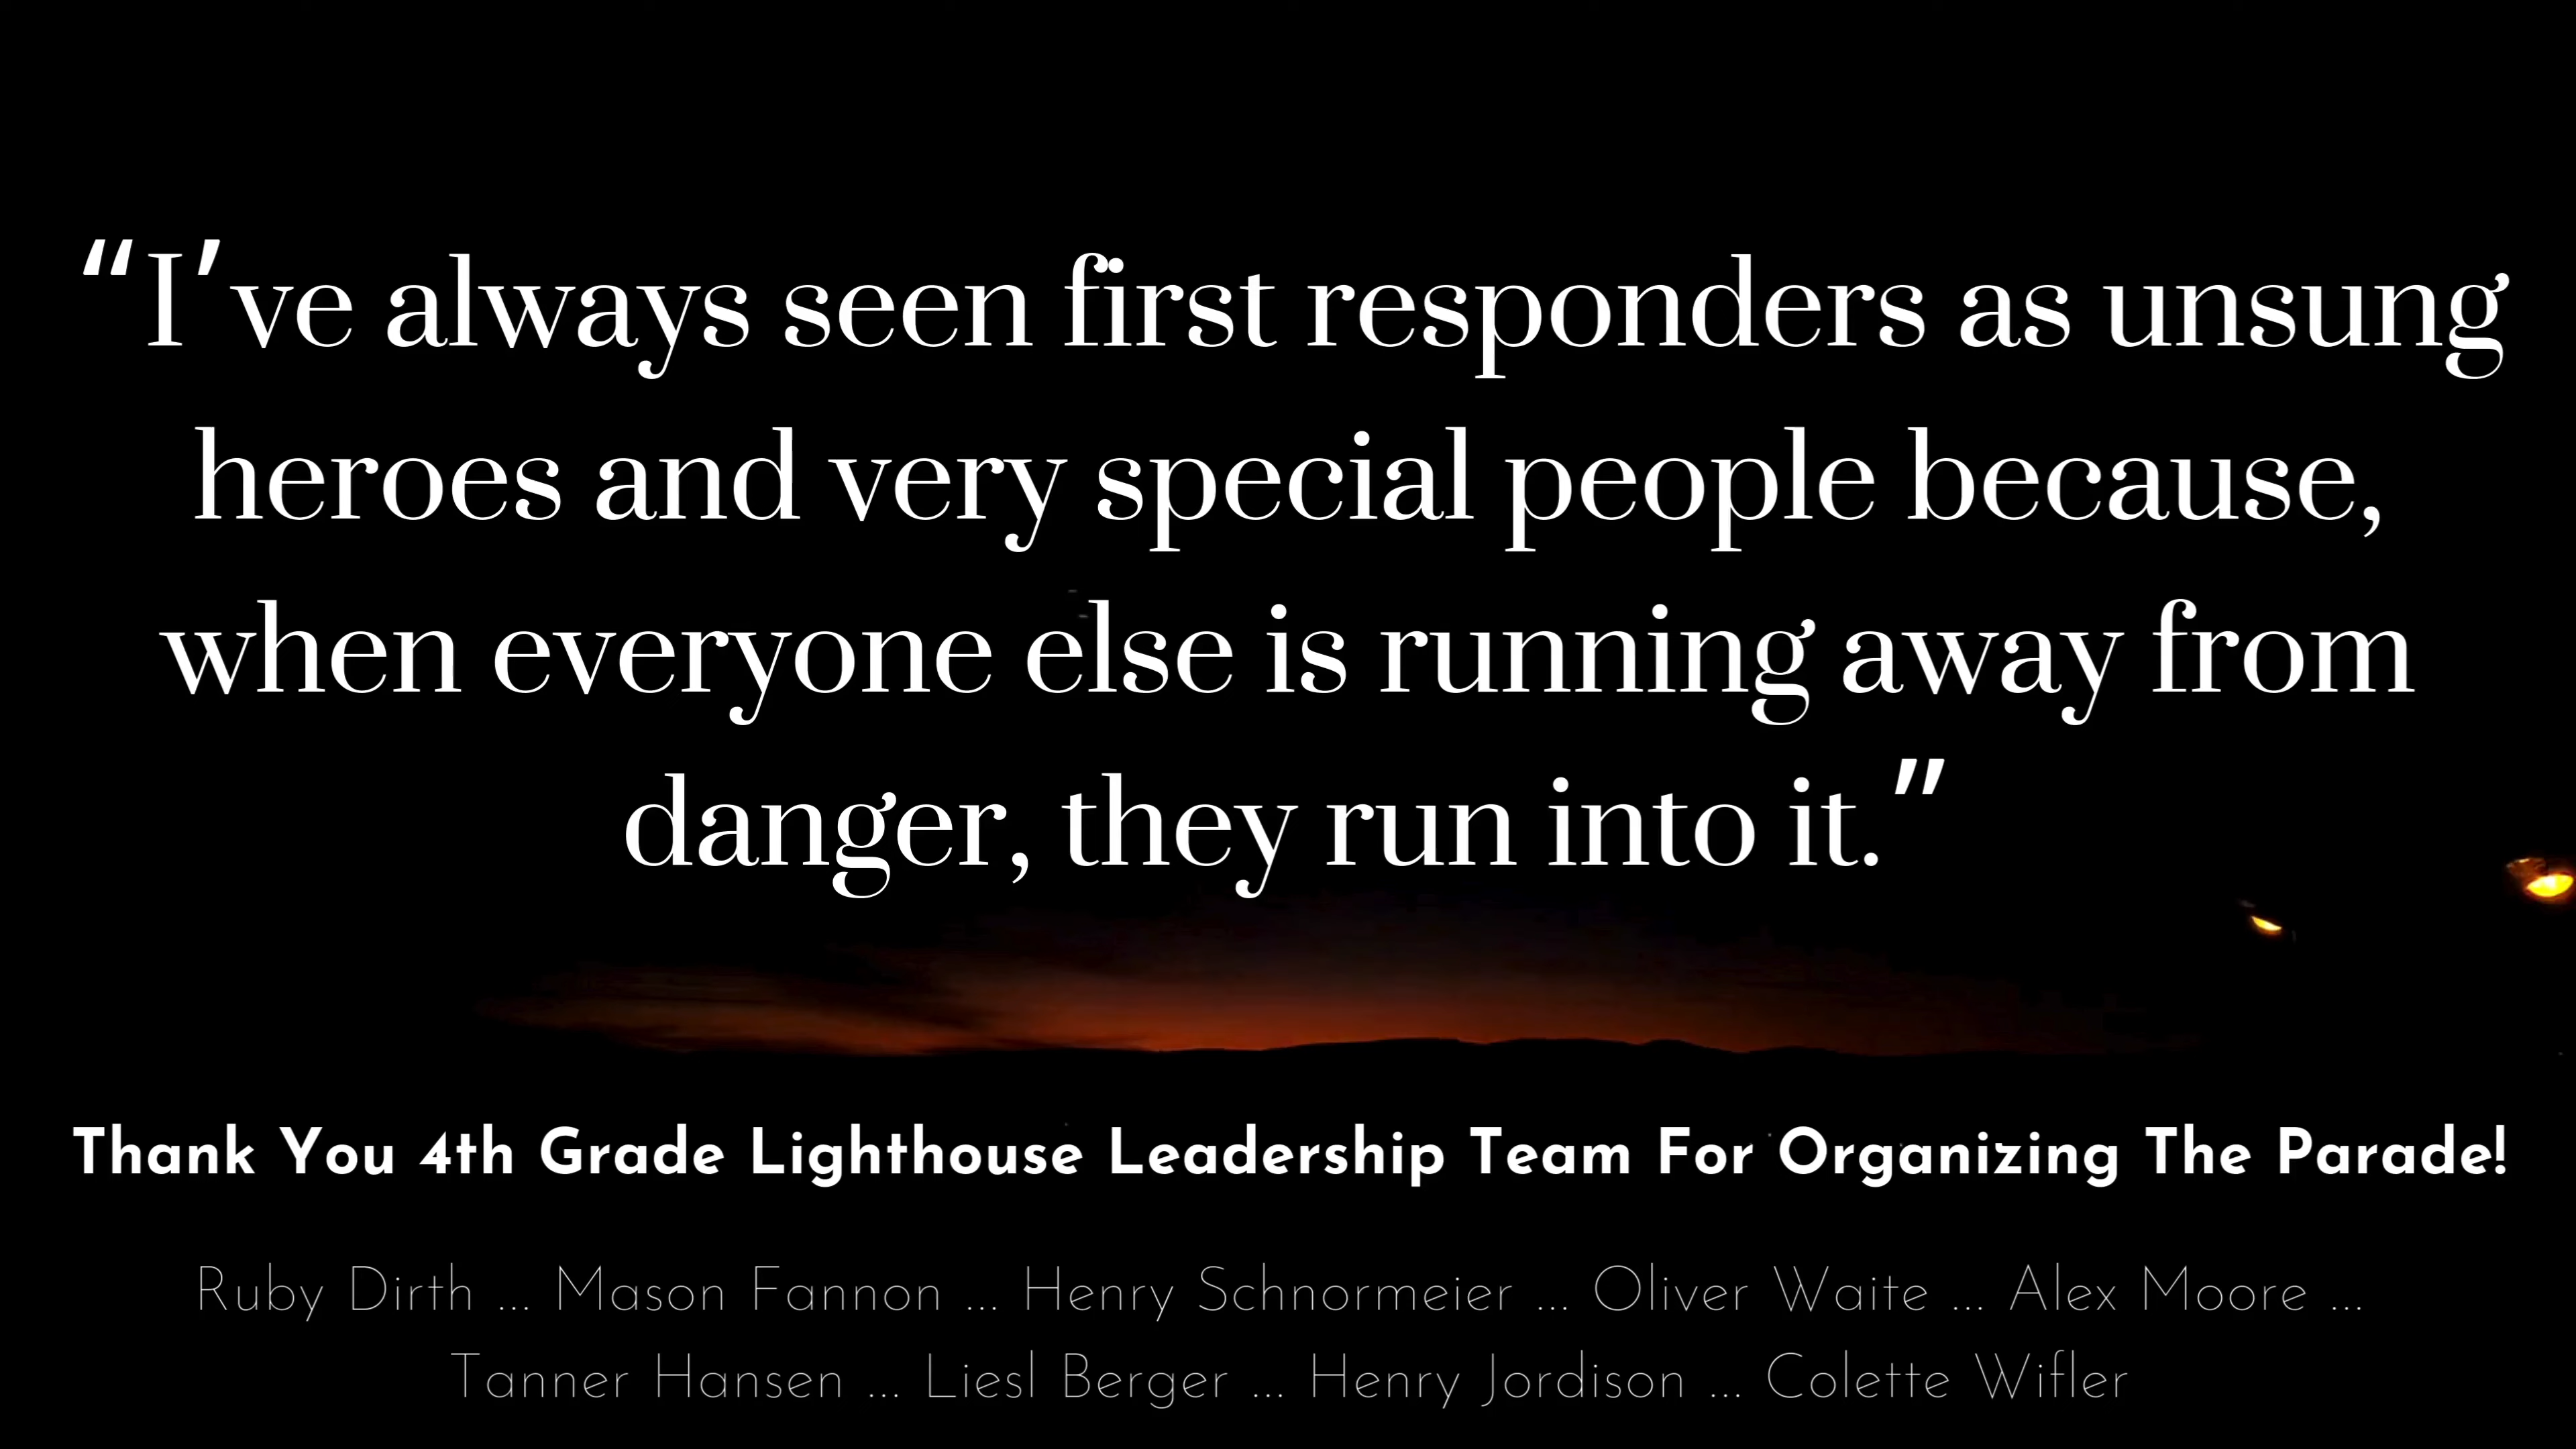 “I’ve always seen first responders as unsung
heroes and very special people because,
when everyone else is running away from
danger, they run into it.”
Thank You 4th Grade Lighthouse Leadership Team For Organizing The Parade!
Ruby Dirth ... Mason Fannon ... Henry Schnormeier ... Oliver Waite ... Alex Moore ...
Tanner Hansen ... Liesl Berger ... Henry Jordison ... Colette Wifler